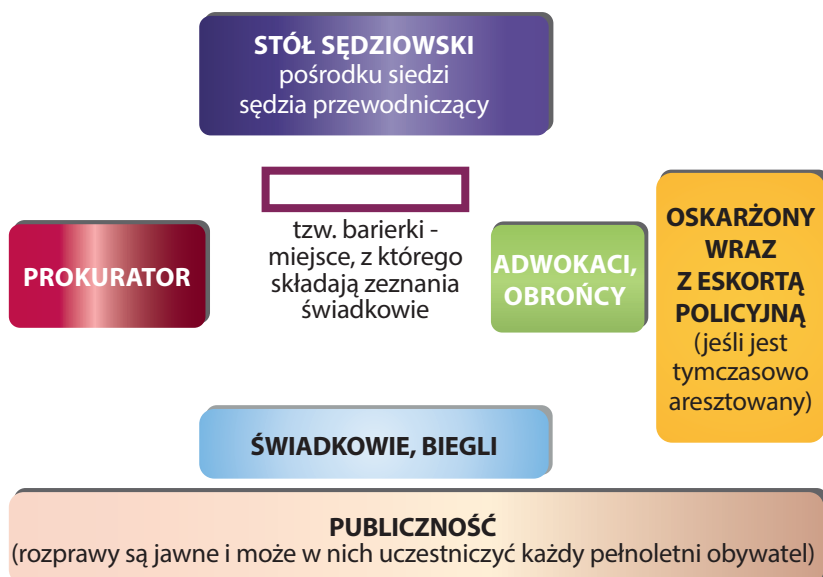 STÓŁ SĘDZIOWSKI
pośrodku siedzi
sędzia przewodniczący
PROKURATOR
tzw. barierki -
miejsce, z którego
składają zeznania
świadkowie
ADWOKACI,
OBROŃCY
OSKARŻONY
WRAZ
Z ESKORTĄ
POLICYJNĄ
(jeśli jest
tymczasowo
aresztowany)
ŚWIADKOWIE, BIEGLI
PUBLICZNOŚĆ
(rozprawy są jawne i może w nich uczestniczyć każdy pełnoletni obywatel)